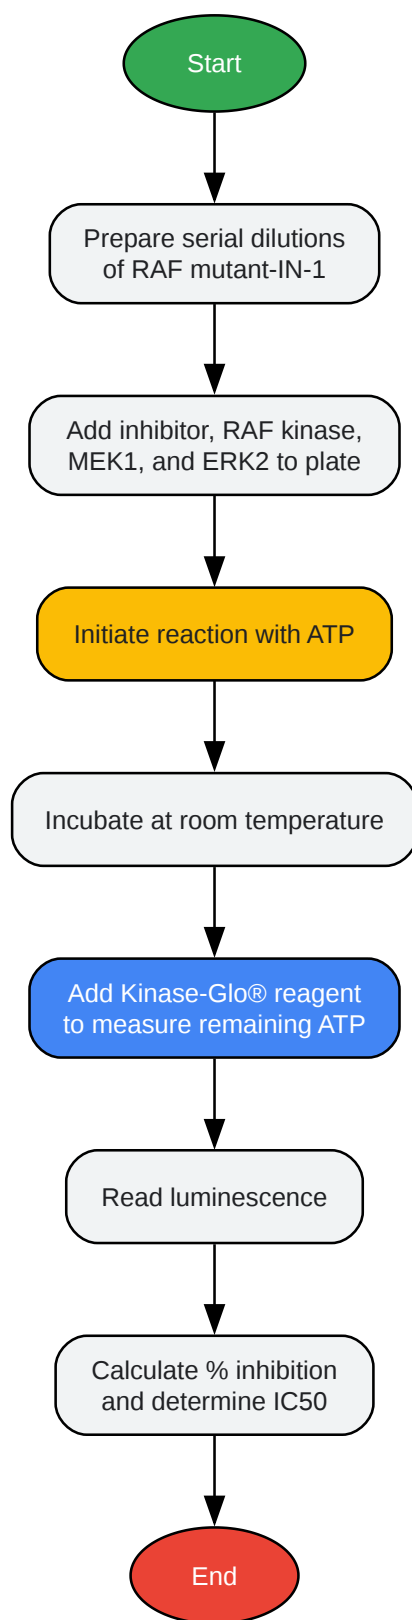 Start
Prepare serial dilutions
of RAF mutant-IN-1
Add inhibitor, RAF kinase,
MEK1, and ERK2 to plate
Initiate reaction with ATP
Incubate at room temperature
Add Kinase-Glo® reagent
to measure remaining ATP
Read luminescence
Calculate % inhibition
and determine IC50
End